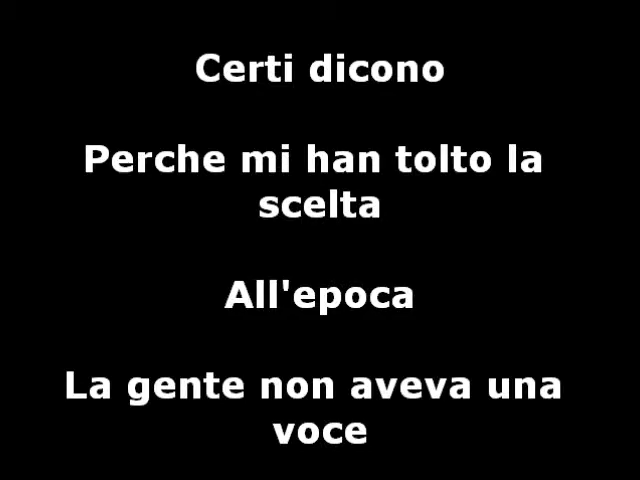 Certi dicono
Perche mi han tolto la
scelta
All'epoca
La gente non aveva una
voce